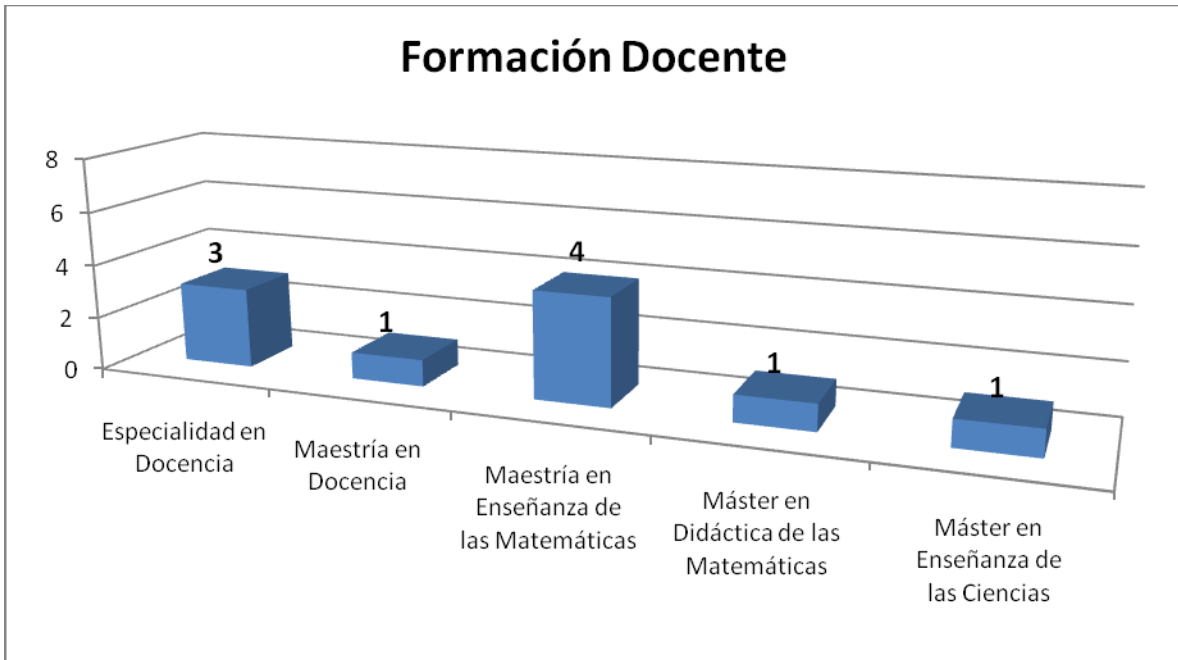 Formación Docente
8
6
4
2
0
3
1
4
1
1
Especialidad en
Docencia
Maestría en
Docencia
Maestría en
Enseñanza de
las Matemáticas
Máster en
Didáctica de las
Matemáticas
Máster en
Enseñanza de
las Ciencias